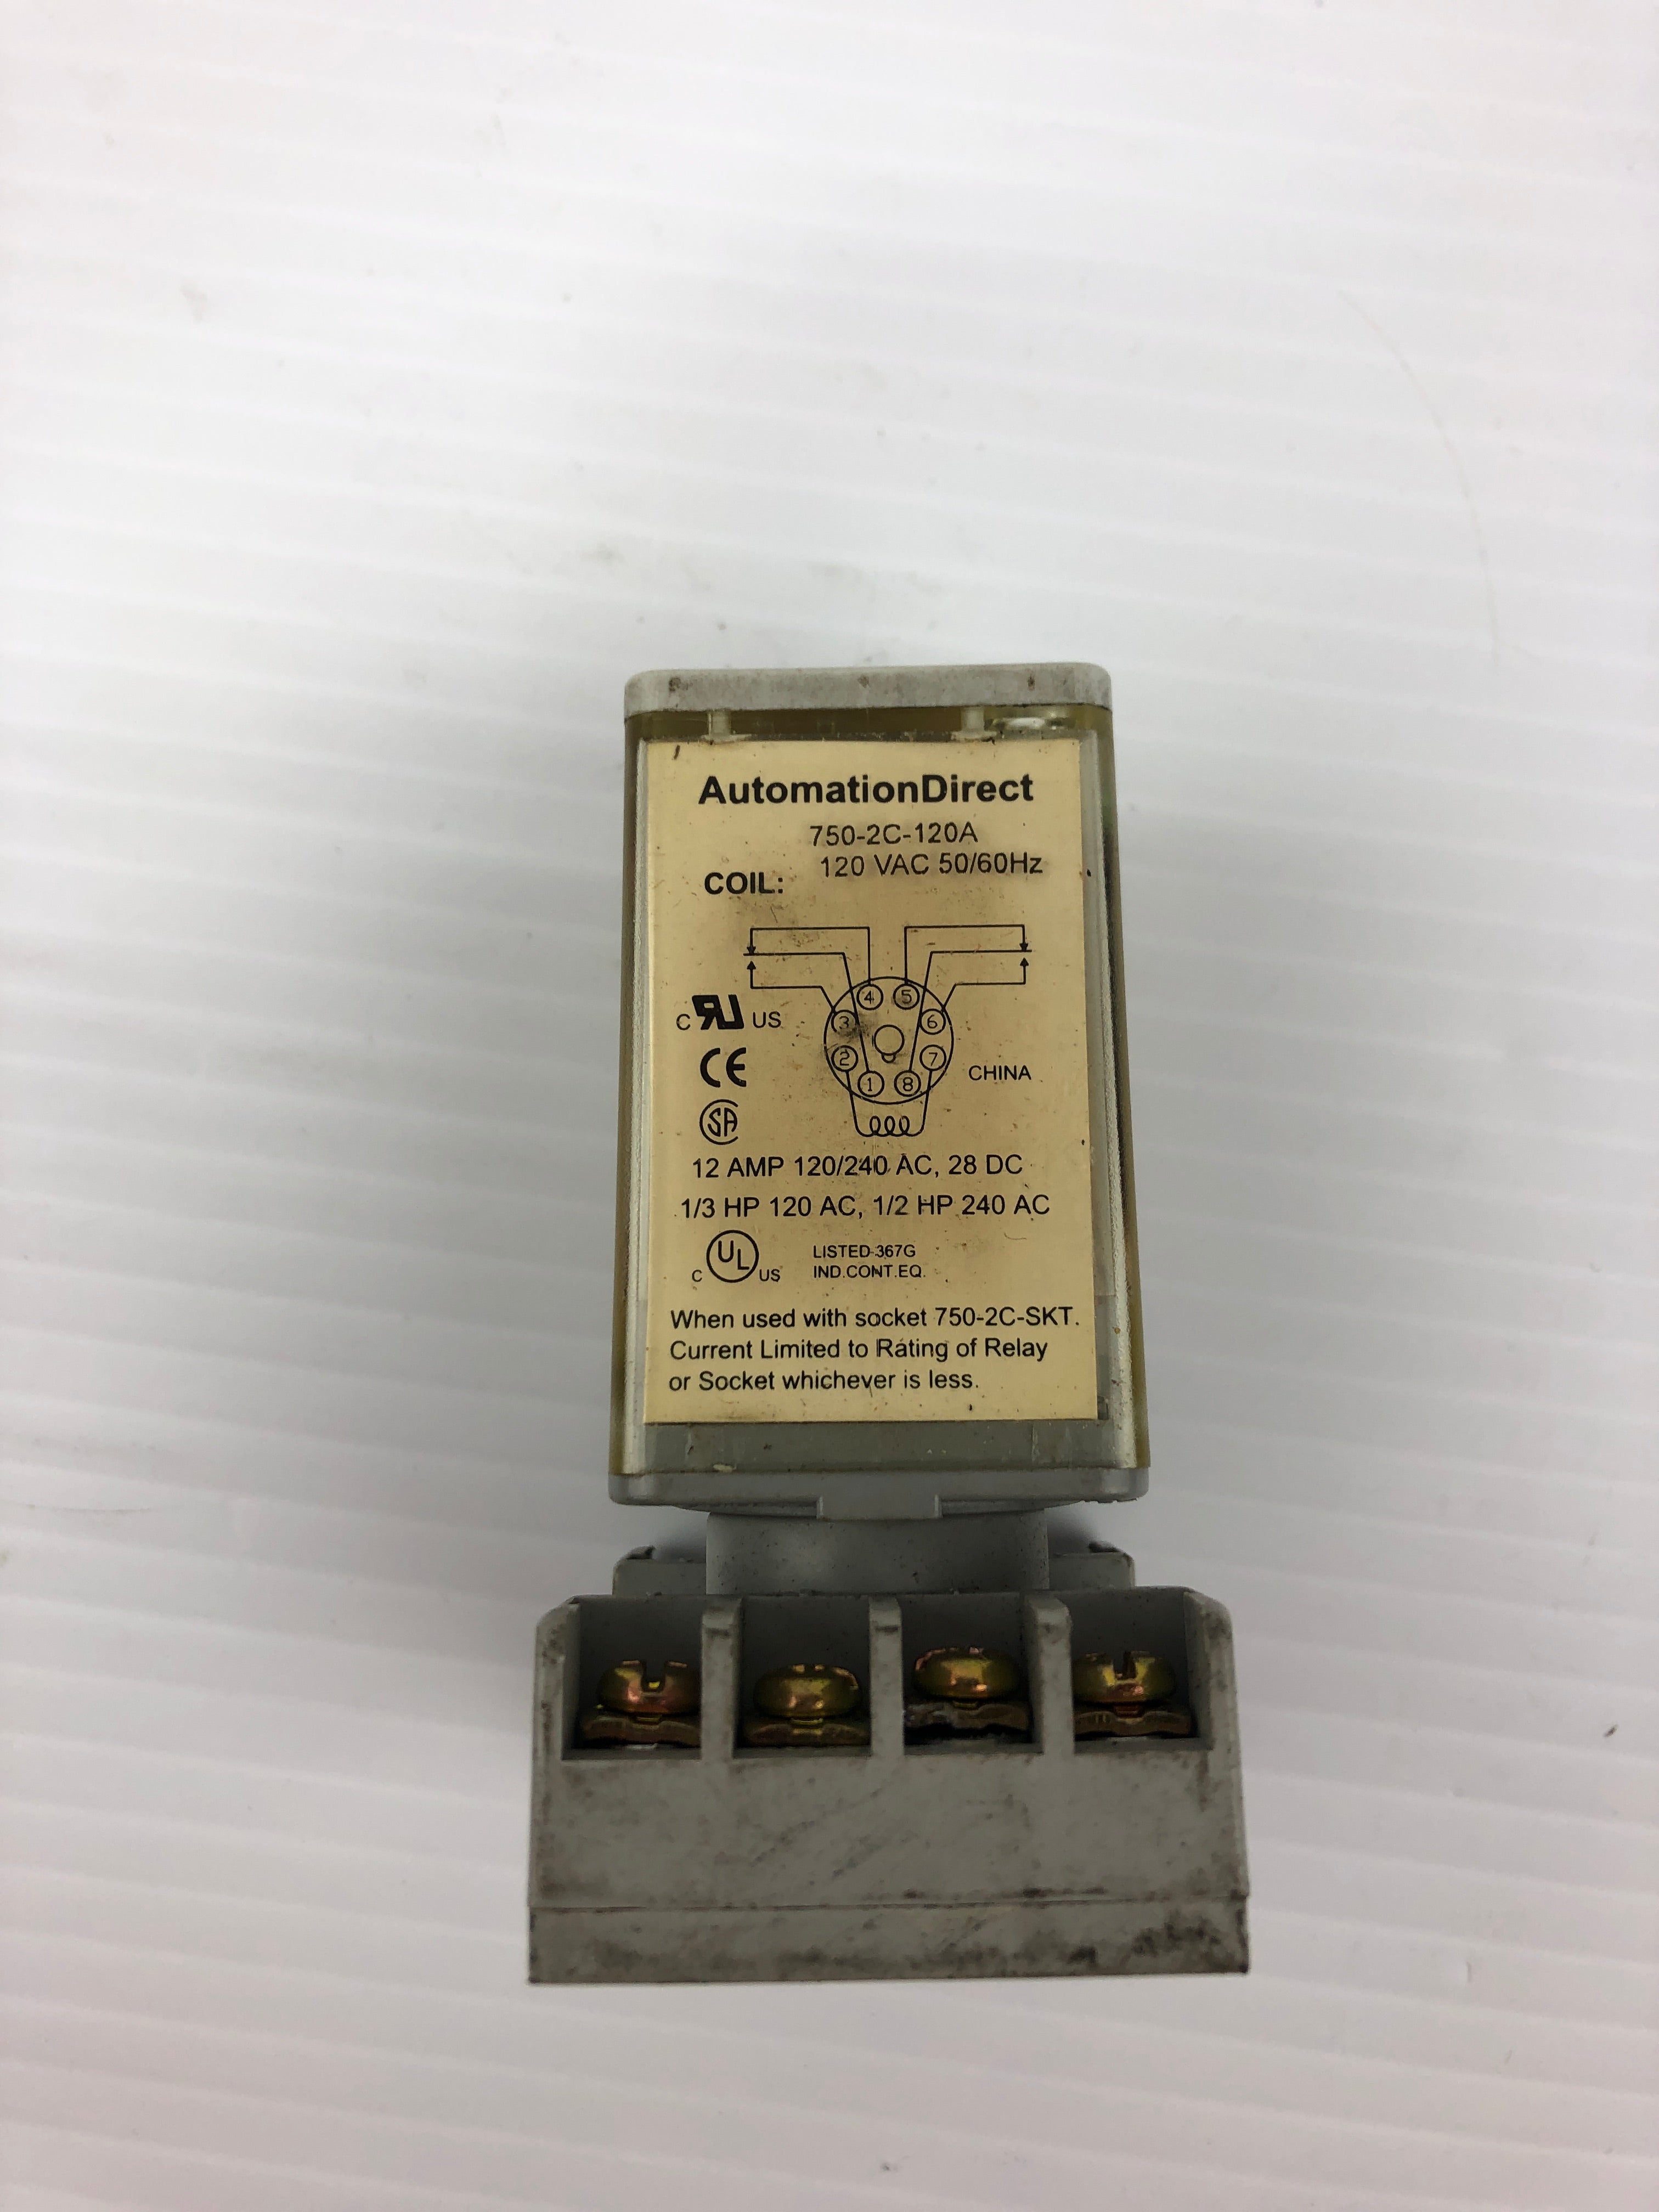 AutomationDirect
750-2C-120A
COIL: 120 VAC 50/60Hz
4 5
3 6
2 7
1 8
C RU US
CE
CHINA
SA
12 AMP 120/240 AC, 28 DC
1/3 HP 120 AC, 1/2 HP 240 AC
C UL US LISTED 367G
IND.CONT.EQ.
When used with socket 750-2C-SKT.
Current Limited to Rating of Relay
or Socket whichever is less.